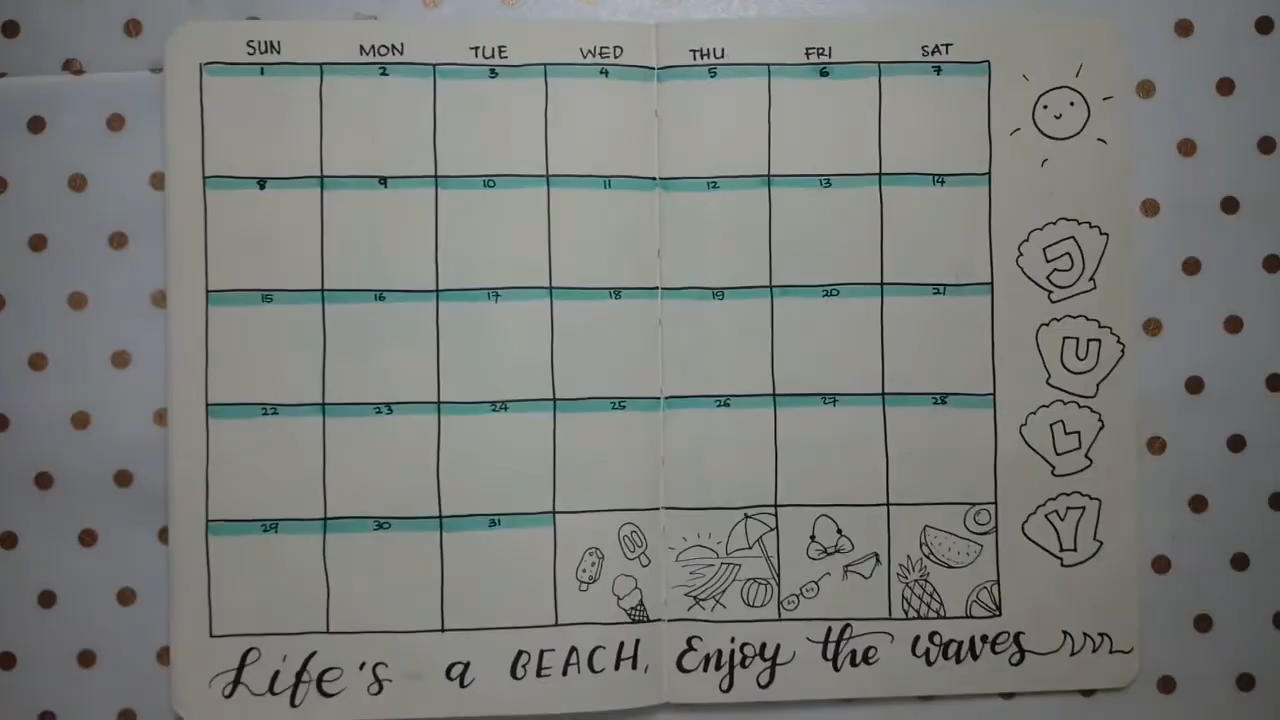 SUN MON TUE WED THU FRI SAT
1 2 3 4 5 6 7
8 9 10 11 12 13 14
15 16 17 18 19 20 21
22 23 24 25 26 27 28
29 30 31
J
U
L
Y
Life's a BEACH, Enjoy the waves